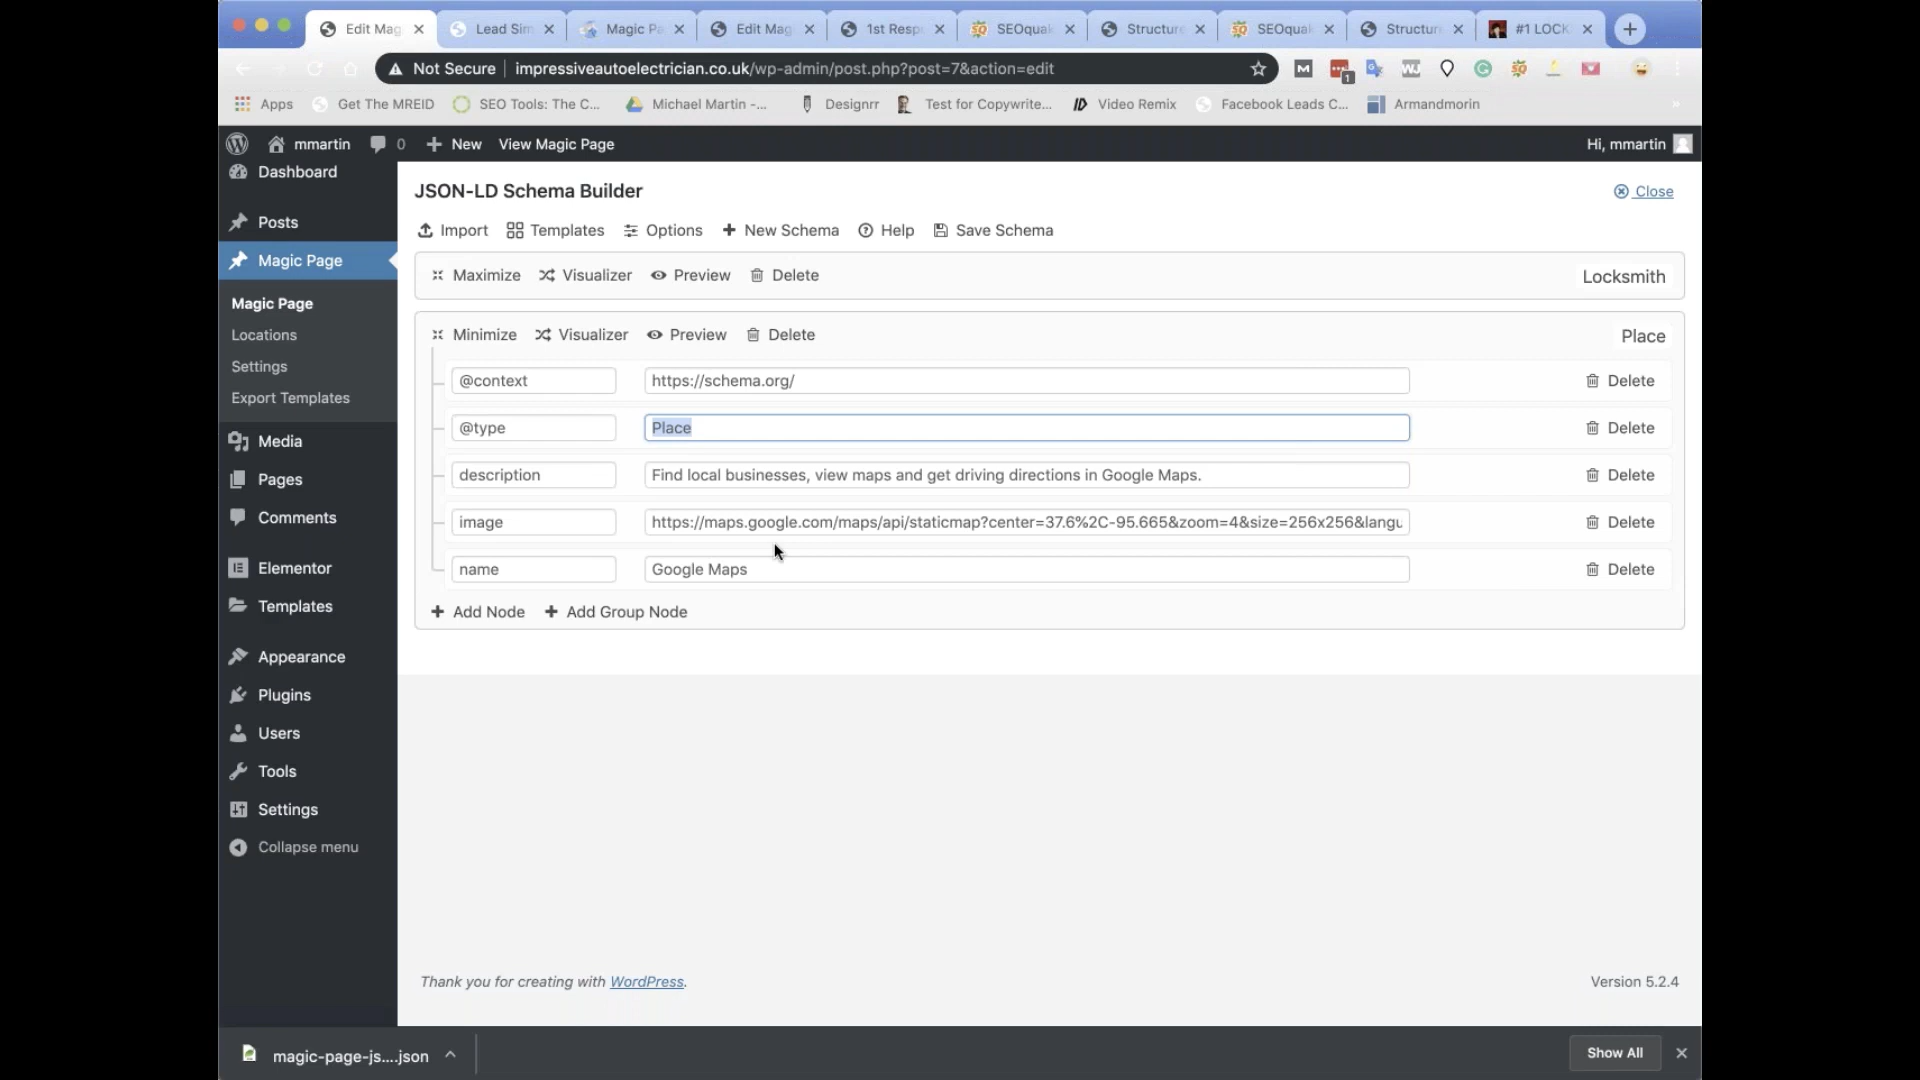 Edit Mag
Lead Sim
Magic Pa
Edit Mag
1st Resp
SEOqual
Structure
SEOqual
Structur
#1 LOCK
Not Secure
impressiveautoelectrician.co.uk/wp-admin/post.php?post=7&action=edit
1
Apps
Get The MREID
SEO Tools: The C...
Michael Martin -...
Designrr
Test for Copywrite...
Video Remix
Facebook Leads C...
Armandmorin
»
mmartin
0
New
View Magic Page
Hi, mmartin
Dashboard
Posts
Magic Page
Magic Page
Locations
Settings
Export Templates
Media
Pages
Comments
Elementor
Templates
Appearance
Plugins
Users
Tools
Settings
Collapse menu
JSON-LD Schema Builder
Close
Import
Templates
Options
New Schema
Help
Save Schema
Maximize
Visualizer
Preview
Delete
Locksmith
Minimize
Visualizer
Preview
Delete
Place
@context
https://schema.org/
Delete
@type
Place
Delete
description
Find local businesses, view maps and get driving directions in Google Maps.
Delete
image
https://maps.google.com/maps/api/staticmap?center=37.6%2C-95.665&zoom=4&size=256x256&langu
Delete
name
Google Maps
Delete
Add Node
Add Group Node
Thank you for creating with WordPress.
Version 5.2.4
magic-page-js....json
Show All